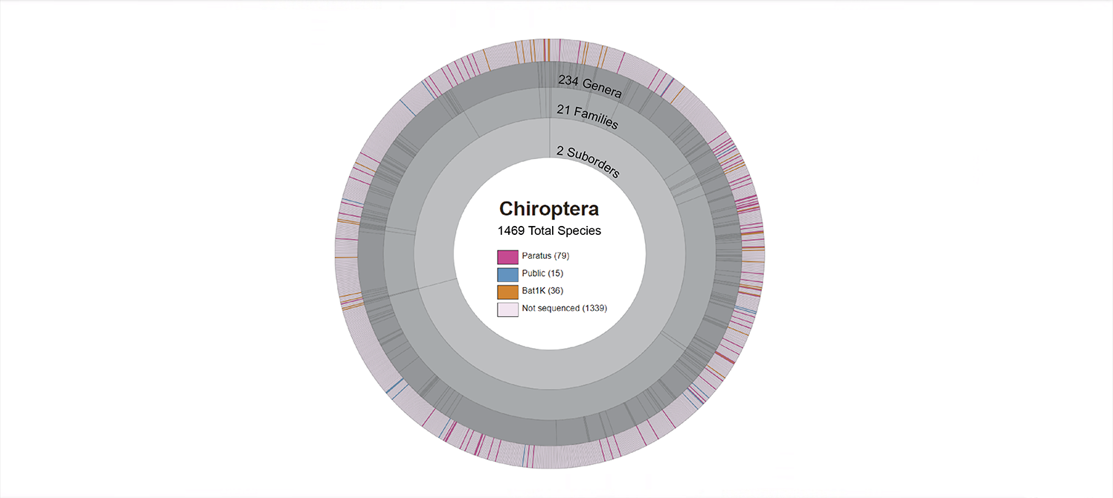 234 Genera
21 Families
2 Suborders
Chiroptera
1469 Total Species
Paratus (79)
Public (15)
Bat1K (36)
Not sequenced (1339)